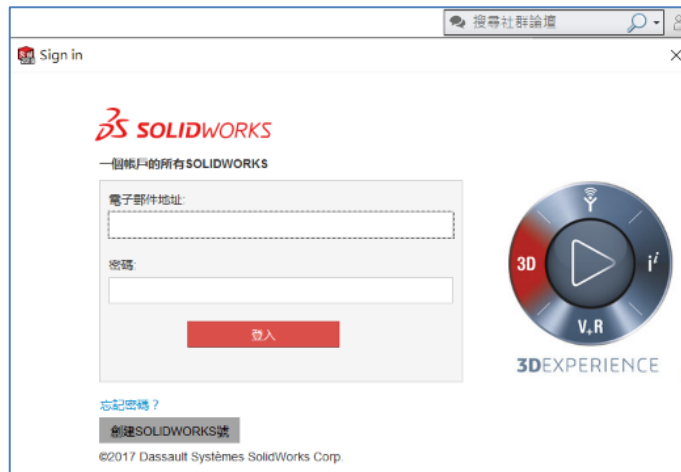 搜尋社群論壇
Sign in
SOLIDWORKS
一個帳戶的所有SOLIDWORKS
電子郵件地址:
密碼:
登入
3D
i i
V+R
3DEXPERIENCE
忘記密碼？
創建SOLIDWORKS號
©2017 Dassault Systèmes SolidWorks Corp.